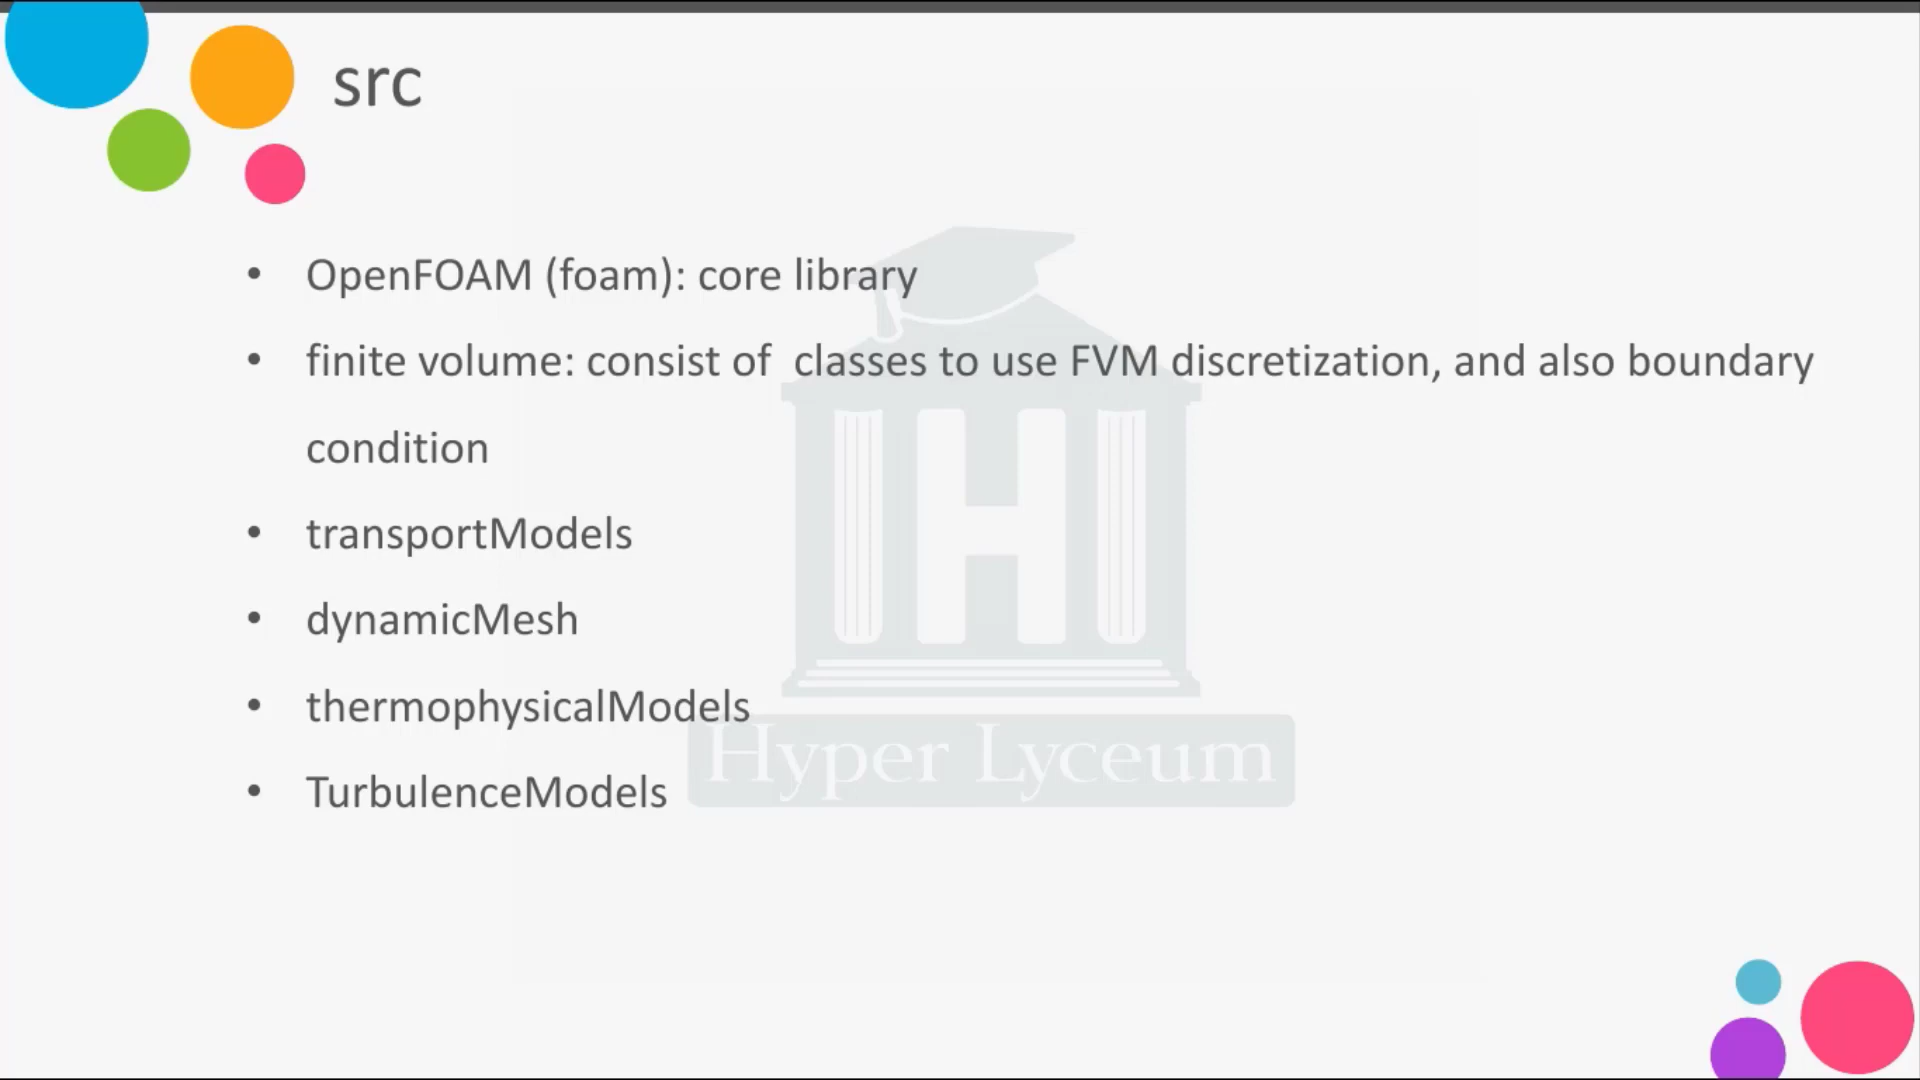 src
• OpenFOAM (foam): core library
• finite volume: consist of  classes to use FVM discretization, and also boundary
condition
• transportModels
• dynamicMesh
• thermophysicalModels
• TurbulenceModels
H
Hyper Lyceum